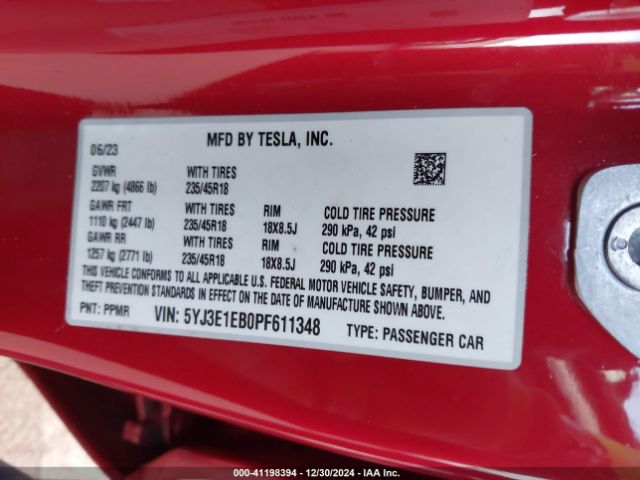 MFD BY TESLA, INC.
06/23
GVWR WITH TIRES
2207 kg (4866 lb) 235/45R18
GAWR FRT WITH TIRES RIM COLD TIRE PRESSURE
1110 kg (2447 lb) 235/45R18 18X8.5J 290 kPa, 42 psi
GAWR RR WITH TIRES RIM COLD TIRE PRESSURE
1257 kg (2771 lb) 235/45R18 18X8.5J 290 kPa, 42 psi
THIS VEHICLE CONFORMS TO ALL APPLICABLE U.S. FEDERAL MOTOR VEHICLE SAFETY, BUMPER, AND
THEFT PREVENTION STANDARDS IN EFFECT ON THE DATE OF MANUFACTURE SHOWN ABOVE.
PNT: PPMR VIN: 5YJ3E1EB0PF611348 TYPE: PASSENGER CAR
000-41198394 - 12/30/2024 - IAA Inc.